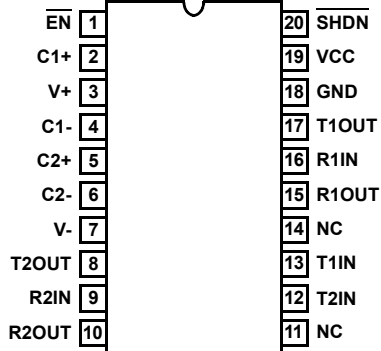 EN 1 20 SHDN
C1+ 2 19 VCC
V+ 3 18 GND
C1- 4 17 T1OUT
C2+ 5 16 R1IN
C2- 6 15 R1OUT
V- 7 14 NC
T2OUT 8 13 T1IN
R2IN 9 12 T2IN
R2OUT 10 11 NC